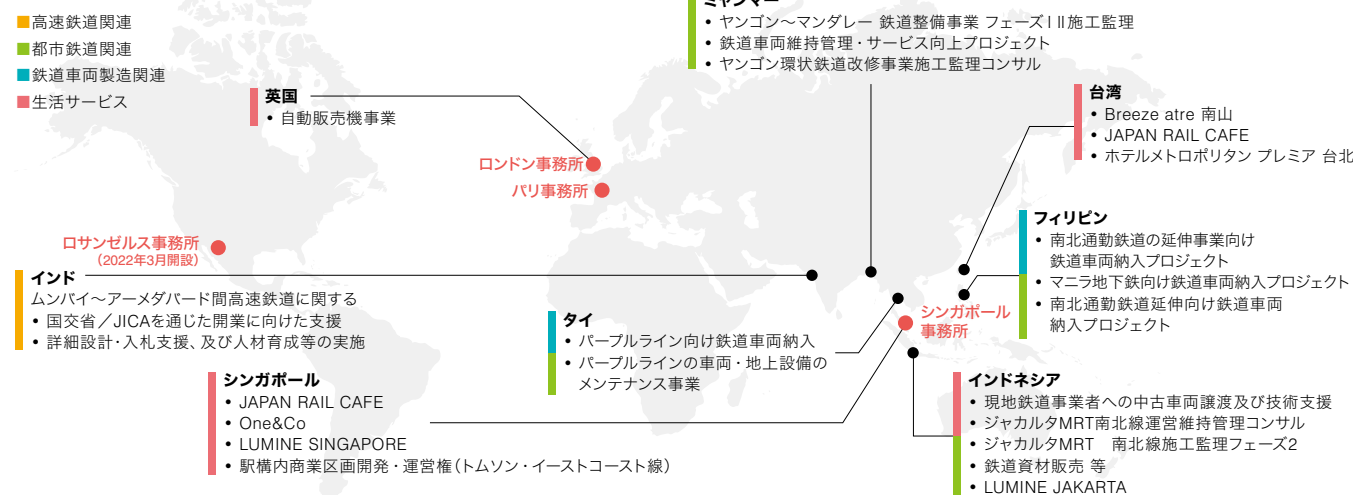 ■高速鉄道関連
■都市鉄道関連
■鉄道車両製造関連
■生活サービス
ミャンマー
• ヤンゴン～マンダレー 鉄道整備事業 フェーズⅠⅡ施工監理
• 鉄道車両維持管理・サービス向上プロジェクト
• ヤンゴン環状鉄道改修事業施工監理コンサル
英国
• 自動販売機事業
台湾
• Breeze atre 南山
• JAPAN RAIL CAFE
• ホテルメトロポリタン プレミア 台北
ロンドン事務所
パリ事務所
ロサンゼルス事務所
（2022年3月開設）
フィリピン
• 南北通勤鉄道の延伸事業向け
鉄道車両納入プロジェクト
• マニラ地下鉄向け鉄道車両納入プロジェクト
• 南北通勤鉄道延伸向け鉄道車両
納入プロジェクト
インド
ムンバイ～アーメダバード間高速鉄道に関する
• 国交省／JICAを通じた開業に向けた支援
• 詳細設計・入札支援、及び人材育成等の実施
シンガポール
事務所
タイ
• パープルライン向け鉄道車両納入
• パープルラインの車両・地上設備の
メンテナンス事業
シンガポール
• JAPAN RAIL CAFE
• One&Co
• LUMINE SINGAPORE
• 駅構内商業区画開発・運営権（トムソン・イーストコースト線）
インドネシア
• 現地鉄道事業者への中古車両譲渡及び技術支援
• ジャカルタMRT南北線運営維持管理コンサル
• ジャカルタMRT　南北線施工監理フェーズ2
• 鉄道資材販売 等
• LUMINE JAKARTA